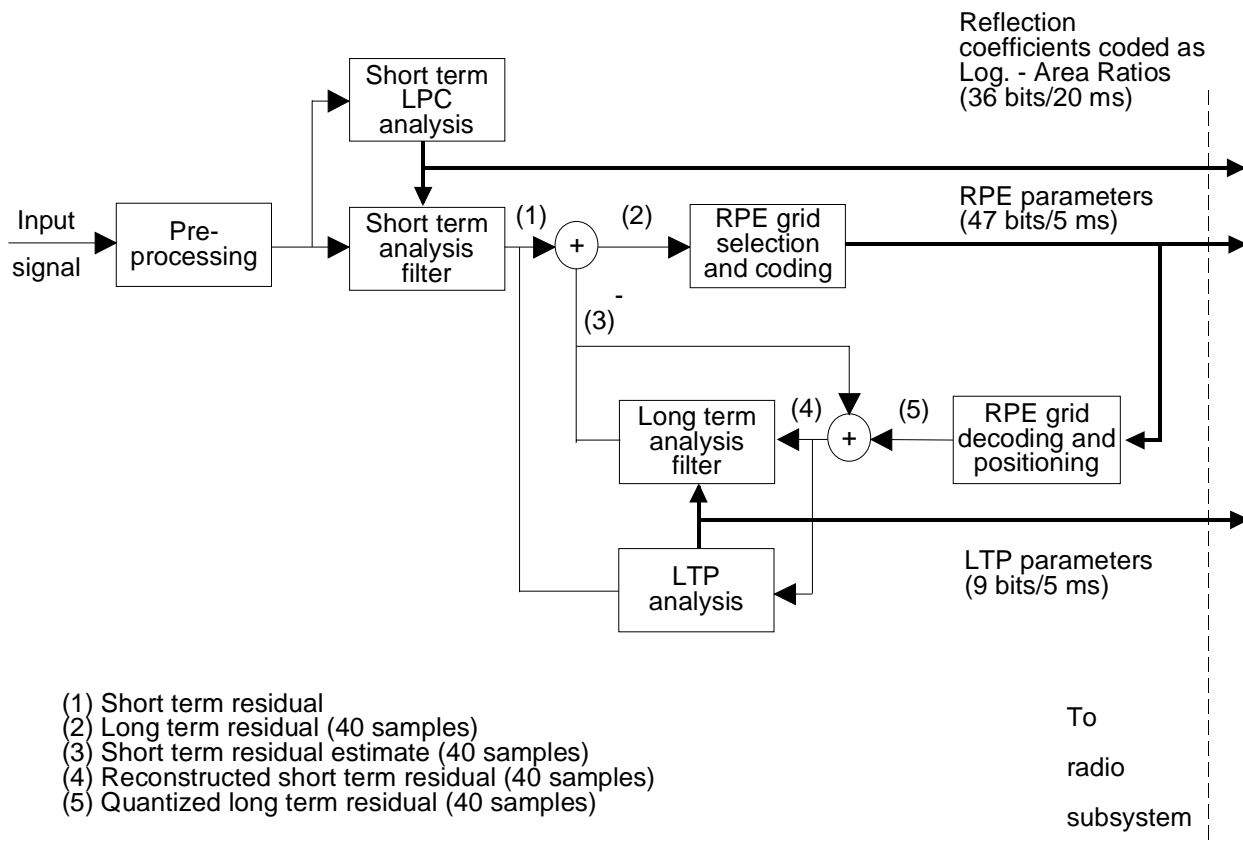 Reflection
coefficients coded as
Log. - Area Ratios
(36 bits/20 ms)
Short term
LPC
analysis
Input
signal
Pre-
processing
Short term
analysis
filter
(1)
+
(2)
RPE grid
selection
and coding
RPE parameters
(47 bits/5 ms)
-
(3)
Long term
analysis
filter
(4)
+
(5)
RPE grid
decoding and
positioning
LTP
analysis
LTP parameters
(9 bits/5 ms)
(1) Short term residual
(2) Long term residual (40 samples)
(3) Short term residual estimate (40 samples)
(4) Reconstructed short term residual (40 samples)
(5) Quantized long term residual (40 samples)
To
radio
subsystem